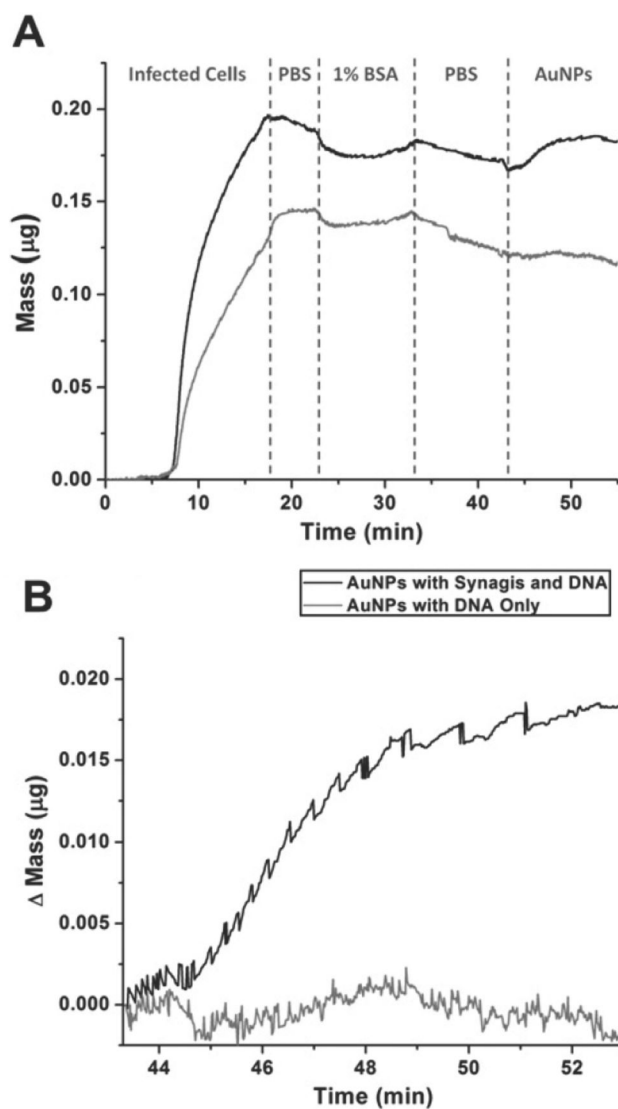 A
Infected Cells PBS 1% BSA PBS AuNPs
0.20
0.15
0.10
0.05
0.00
Mass (µg)
0 10 20 30 40 50
Time (min)
B
AuNPs with Synagis and DNA
AuNPs with DNA Only
0.020
0.015
0.010
0.005
0.000
Δ Mass (µg)
44 46 48 50 52
Time (min)